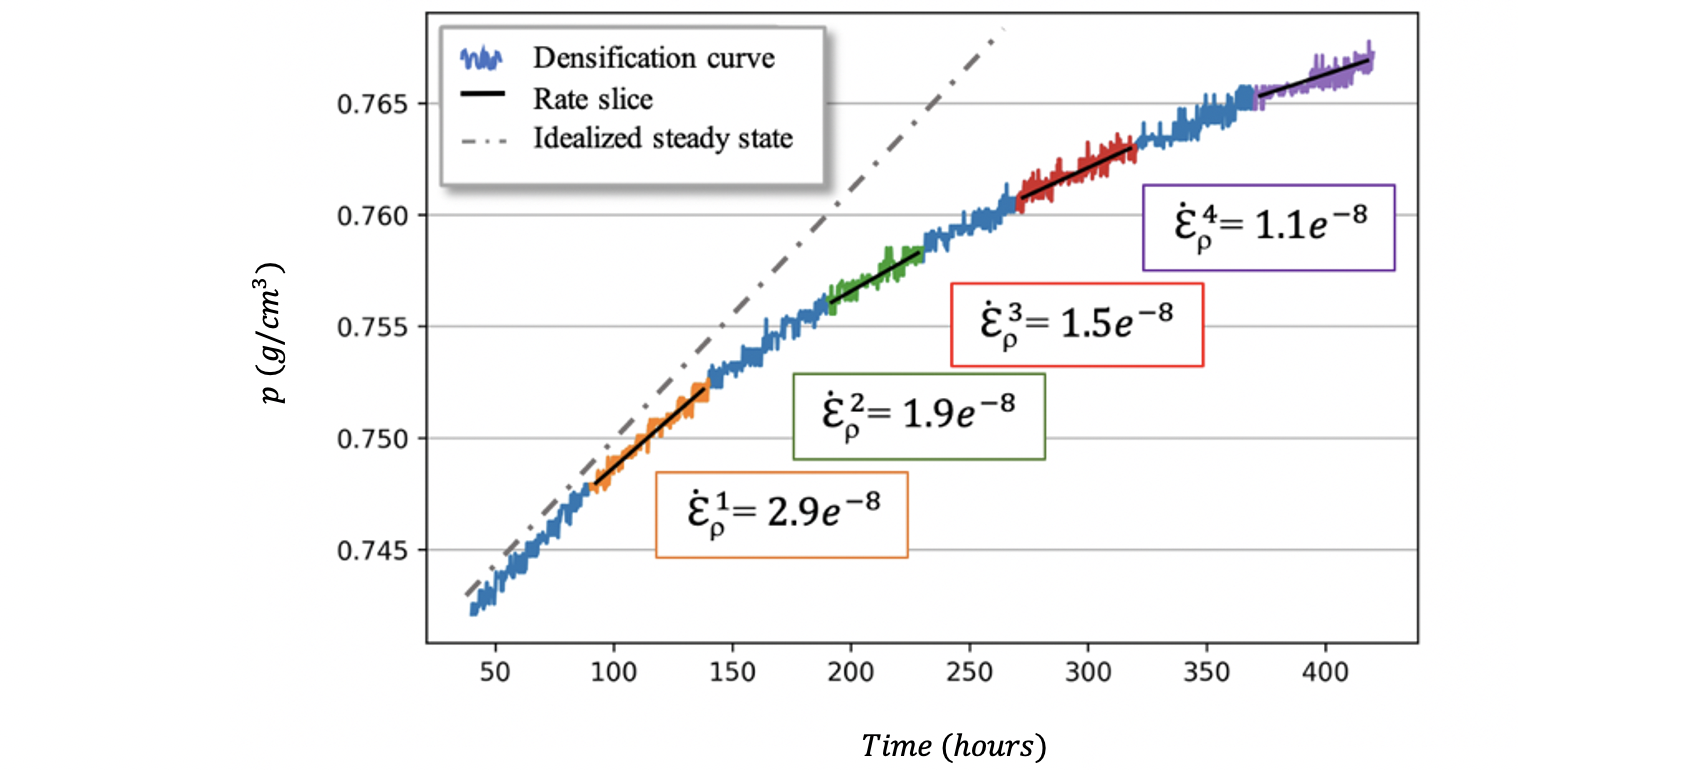 Densification curve
Rate slice
Idealized steady state
0.765
0.760
0.755
0.750
0.745
p (g/cm³)
ε̇ρ⁴= 1.1e⁻⁸
ε̇ρ³= 1.5e⁻⁸
ε̇ρ²= 1.9e⁻⁸
ε̇ρ¹= 2.9e⁻⁸
50 100 150 200 250 300 350 400
Time (hours)